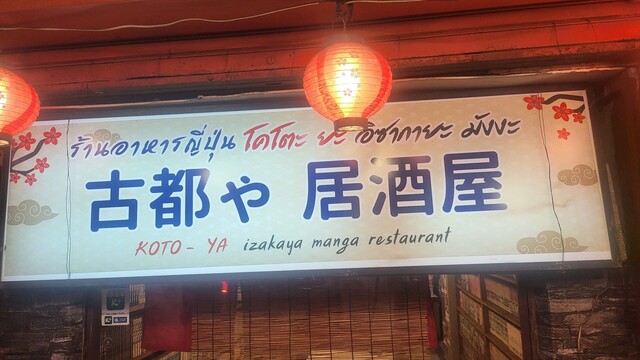 ร้านอาหารญี่ปุ่น โคโตะ ยะ อิซากายะ มังงะ
古都や 居酒屋
KOTO - YA izakaya manga restaurant